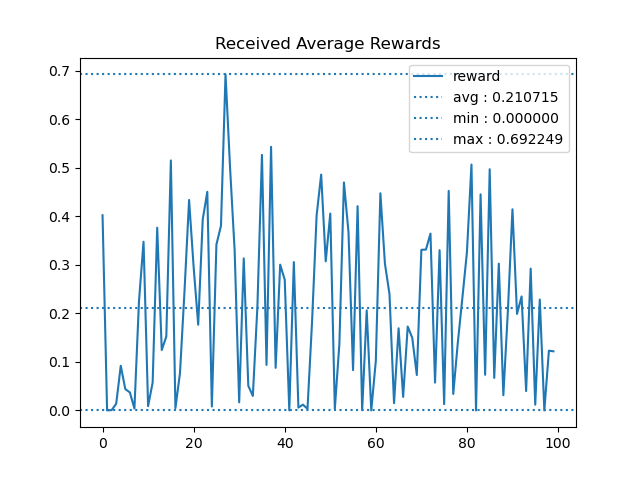 Received Average Rewards
reward
avg : 0.210715
min : 0.000000
max : 0.692249
0.7
0.6
0.5
0.4
0.3
0.2
0.1
0.0
0 20 40 60 80 100